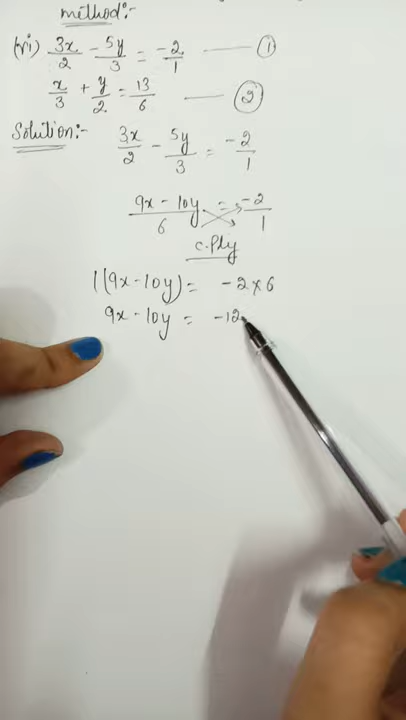 method:-
(vi) 3x/2 - 5y/3 = -2/1 —— ①
x/3 + y/2 = 13/6 —— ②
Solution:- 3x/2 - 5y/3 = -2/1
9x - 10y/6 = -2/1
c.Ply
1(9x - 10y) = -2 × 6
9x - 10y = -12